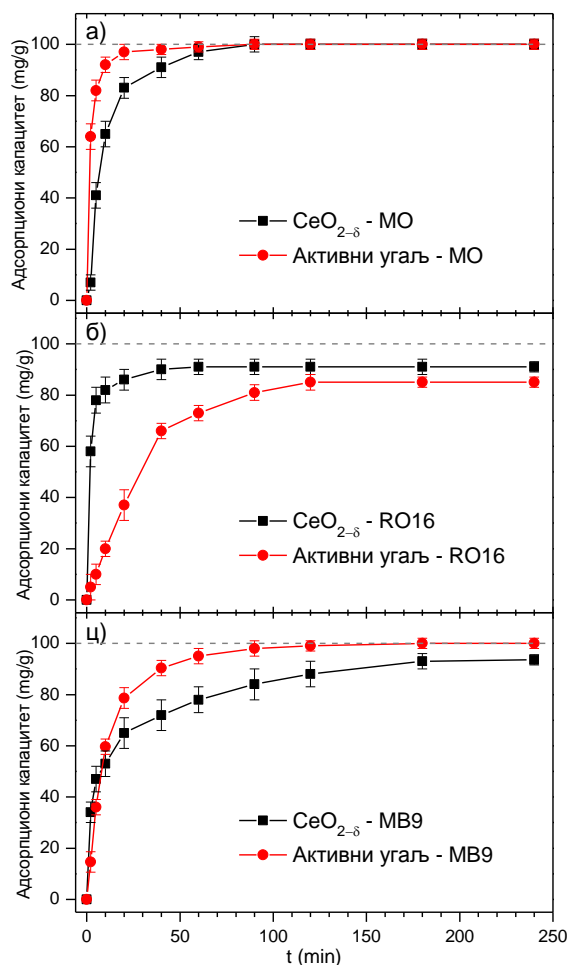 а)
Адсорпциони капацитет (mg/g)
100
80
60
40
20
0
CeO₂₋δ - MO
Активни угаљ - MO
б)
Адсорпциони капацитет (mg/g)
100
80
60
40
20
0
CeO₂₋δ - RO16
Активни угаљ - RO16
ц)
Адсорпциони капацитет (mg/g)
100
80
60
40
20
0
CeO₂₋δ - MB9
Активни угаљ - MB9
0 50 100 150 200 250
t (min)